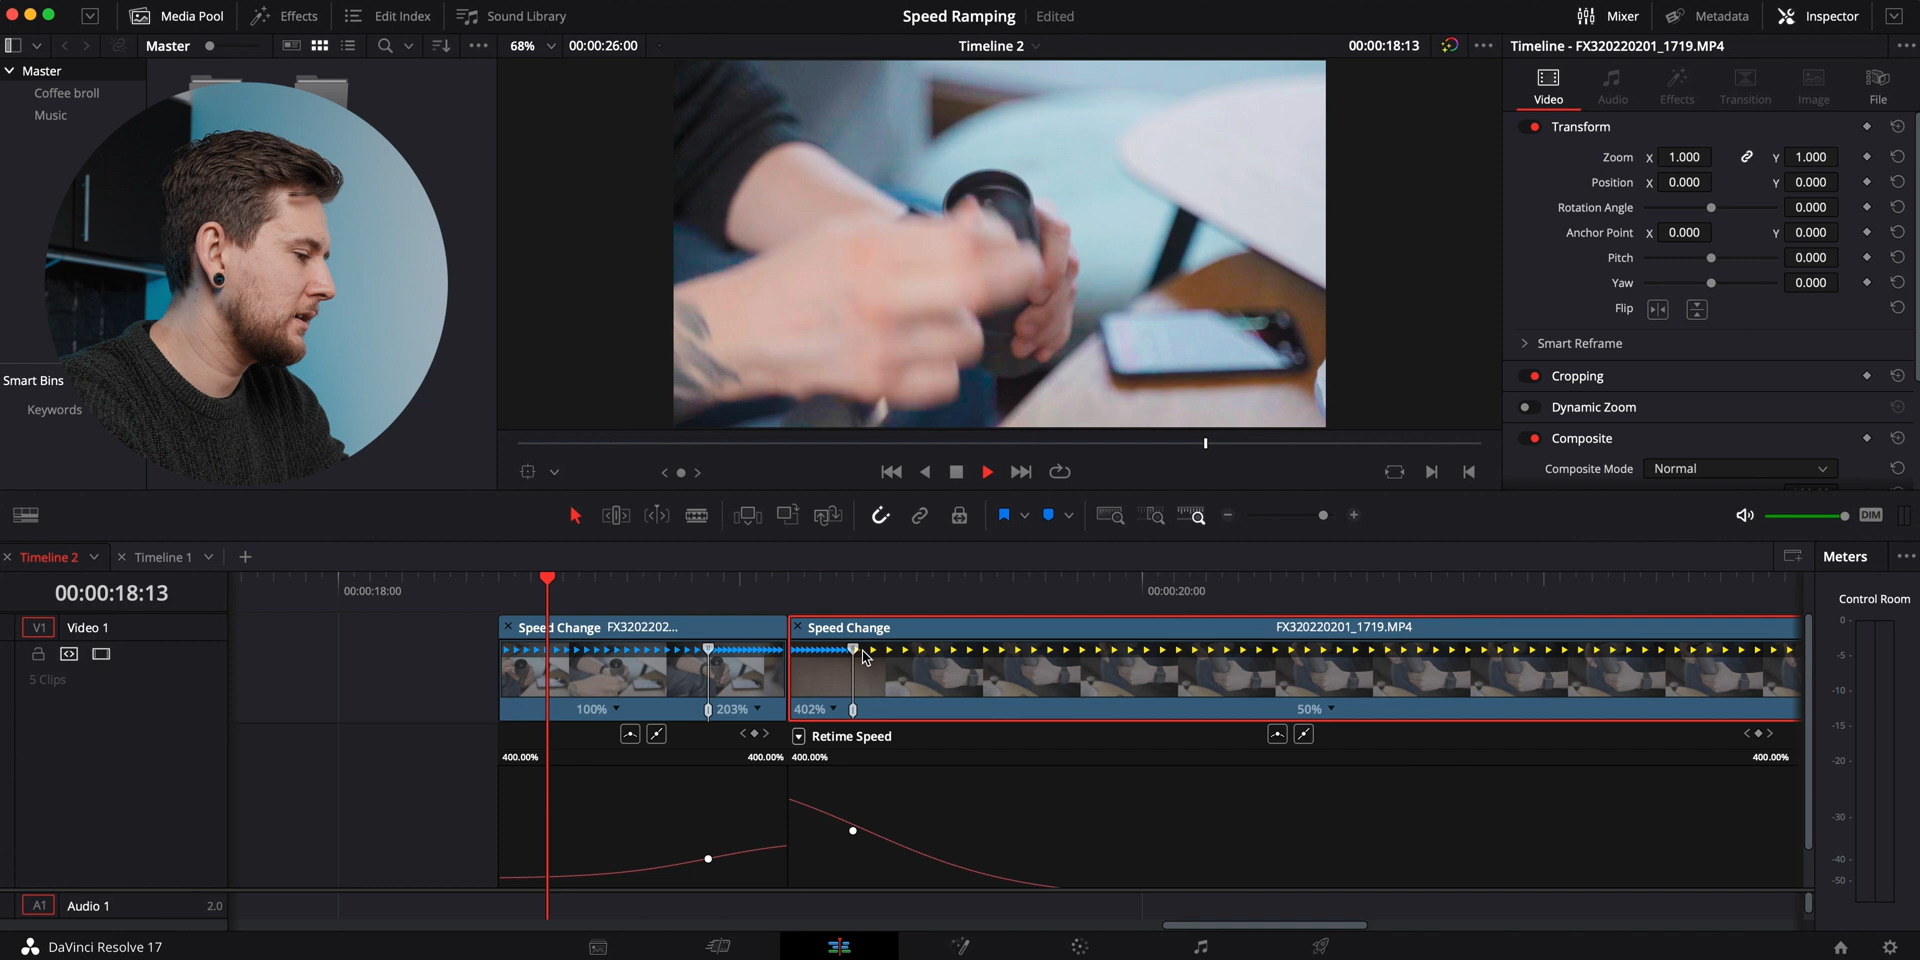 Media Pool
Effects
Edit Index
Sound Library
Speed Ramping
Edited
Mixer
Metadata
Inspector
Master
68%
00:00:26:00
Timeline 2
00:00:18:13
Timeline - FX320220201_1719.MP4
Master
Coffee broll
Music
Smart Bins
Keywords
Video
Audio
Effects
Transition
Image
File
Transform
Zoom X 1.000 Y 1.000
Position X 0.000 Y 0.000
Rotation Angle 0.000
Anchor Point X 0.000 Y 0.000
Pitch 0.000
Yaw 0.000
Flip
Smart Reframe
Cropping
Dynamic Zoom
Composite
Composite Mode Normal
DIM
Timeline 2
Timeline 1
Meters
00:00:18:13
00:00:18:00
00:00:20:00
Control Room
V1 Video 1
5 Clips
Speed Change FX3202202...
Speed Change
FX320220201_1719.MP4
100%
203%
402%
50%
Retime Speed
400.00%
400.00%
400.00%
400.00%
0
-5
-10
-15
-20
-30
-40
-50
A1 Audio 1 2.0
DaVinci Resolve 17